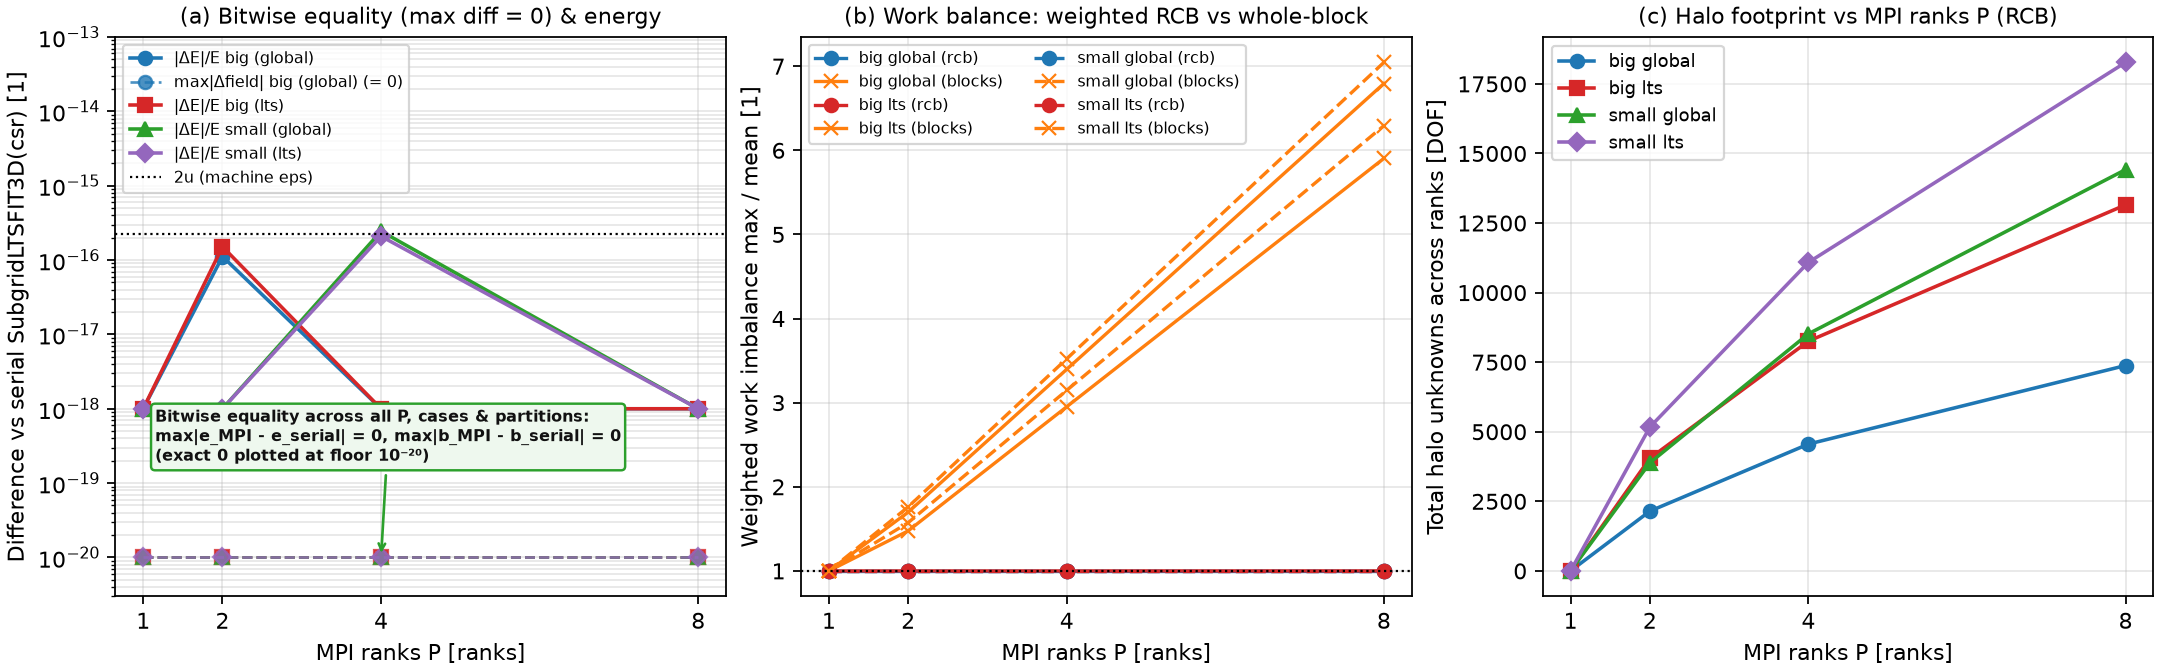 (a) Bitwise equality (max diff = 0) & energy
Difference vs serial SubgridLTSFIT3D(csr) [1]
10⁻¹³
10⁻¹⁴
10⁻¹⁵
10⁻¹⁶
10⁻¹⁷
10⁻¹⁸
10⁻¹⁹
10⁻²⁰
|ΔE|/E big (global)
max|Δfield| big (global) (= 0)
|ΔE|/E big (lts)
|ΔE|/E small (global)
|ΔE|/E small (lts)
2u (machine eps)
Bitwise equality across all P, cases & partitions:
max|e_MPI - e_serial| = 0, max|b_MPI - b_serial| = 0
(exact 0 plotted at floor 10⁻²⁰)
1 2 4 8
MPI ranks P [ranks]
(b) Work balance: weighted RCB vs whole-block
Weighted work imbalance max / mean [1]
7
6
5
4
3
2
1
big global (rcb)
big global (blocks)
big lts (rcb)
big lts (blocks)
small global (rcb)
small global (blocks)
small lts (rcb)
small lts (blocks)
1 2 4 8
MPI ranks P [ranks]
(c) Halo footprint vs MPI ranks P (RCB)
Total halo unknowns across ranks [DOF]
17500
15000
12500
10000
7500
5000
2500
0
big global
big lts
small global
small lts
1 2 4 8
MPI ranks P [ranks]